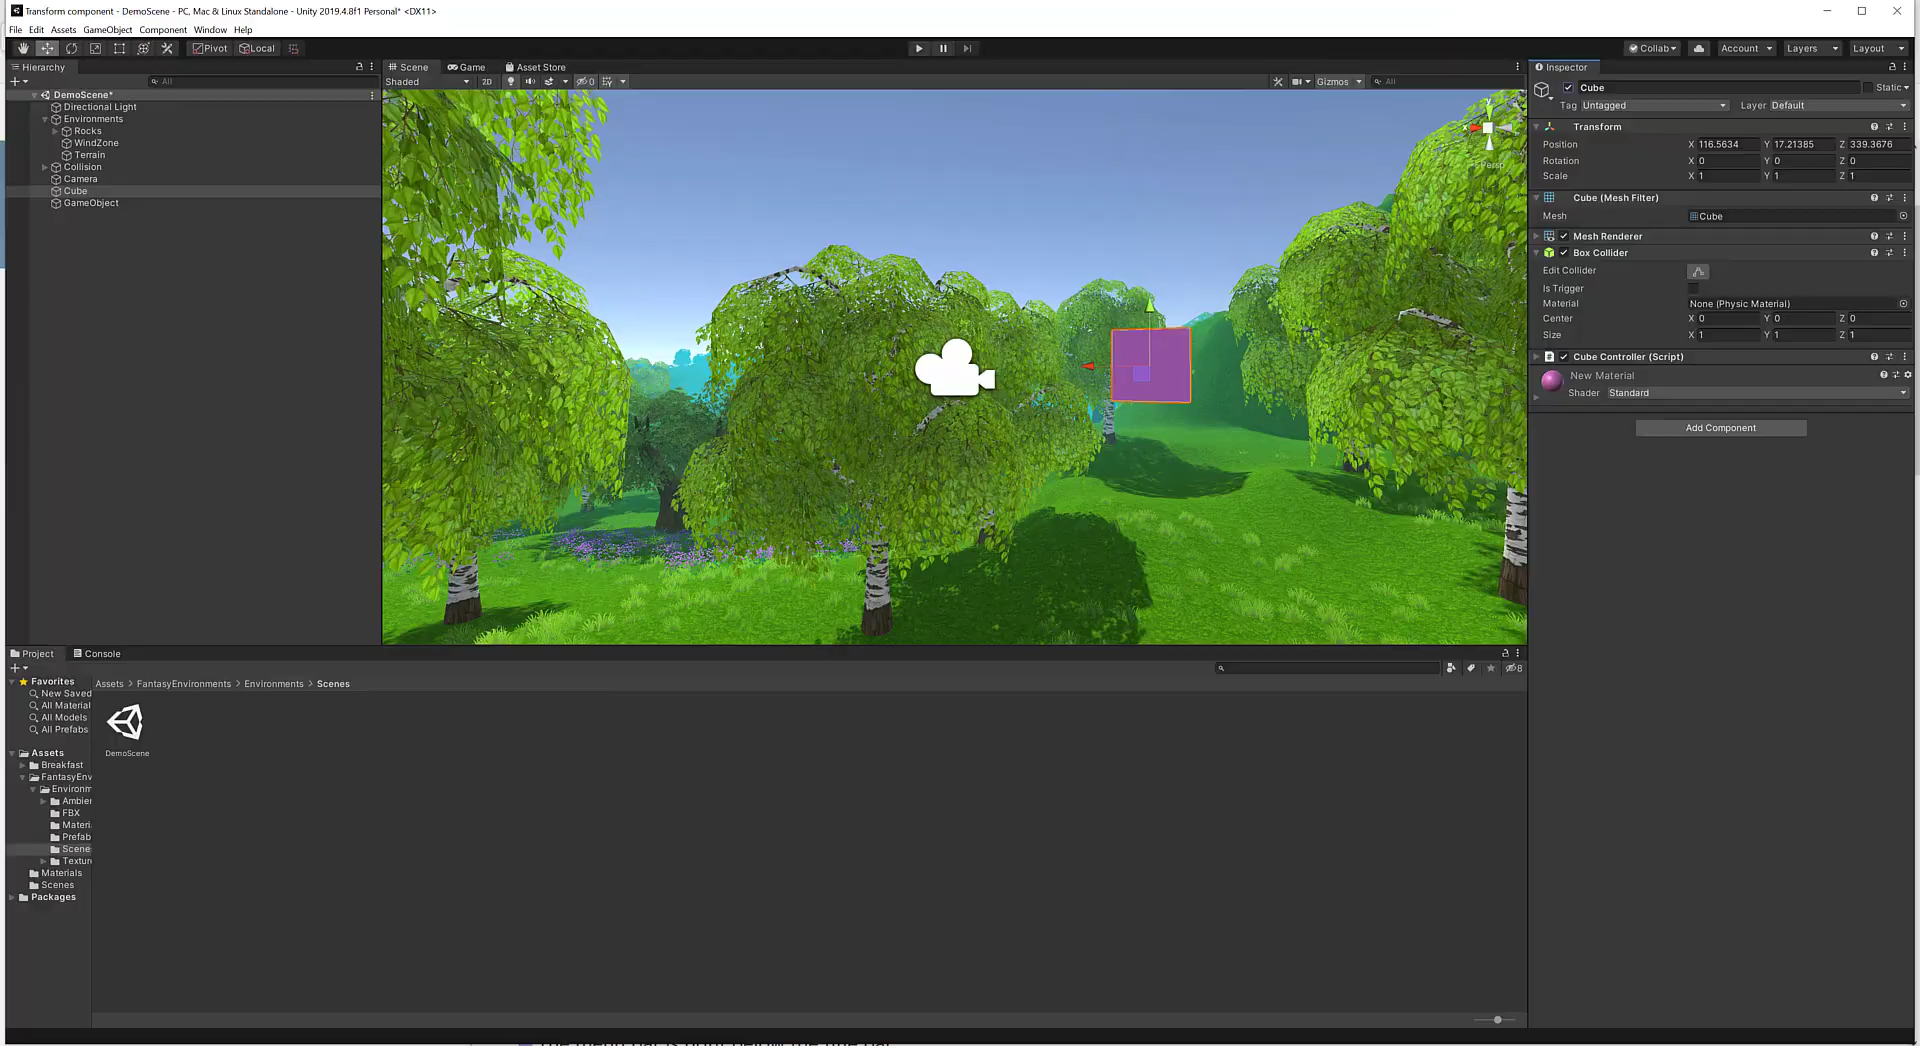 Transform component - DemoScene - PC, Mac & Linux Standalone - Unity 2019.4.8f1 Personal* <DX11>
File Edit Assets GameObject Component Window Help
Pivot Local Collab Account Layers Layout
Hierarchy
All
DemoScene*
Directional Light
Environments
Rocks
WindZone
Terrain
Collision
Camera
Cube
GameObject
Scene Game Asset Store
Shaded 2D 0 Gizmos All
Persp
Inspector
Cube Static
Tag Untagged Layer Default
Transform
Position X 116.5634 Y 17.21385 Z 339.3676
Rotation X 0 Y 0 Z 0
Scale X 1 Y 1 Z 1
Cube (Mesh Filter)
Mesh Cube
Mesh Renderer
Box Collider
Edit Collider
Is Trigger
Material None (Physic Material)
Center X 0 Y 0 Z 0
Size X 1 Y 1 Z 1
Cube Controller (Script)
New Material
Shader Standard
Add Component
Project Console
8
Favorites
New Saved
All Material
All Models
All Prefabs
Assets
Breakfast
FantasyEnv
Environm
Ambien
FBX
Materi
Prefab
Scene
Texture
Materials
Scenes
Packages
Assets > FantasyEnvironments > Environments > Scenes
DemoScene